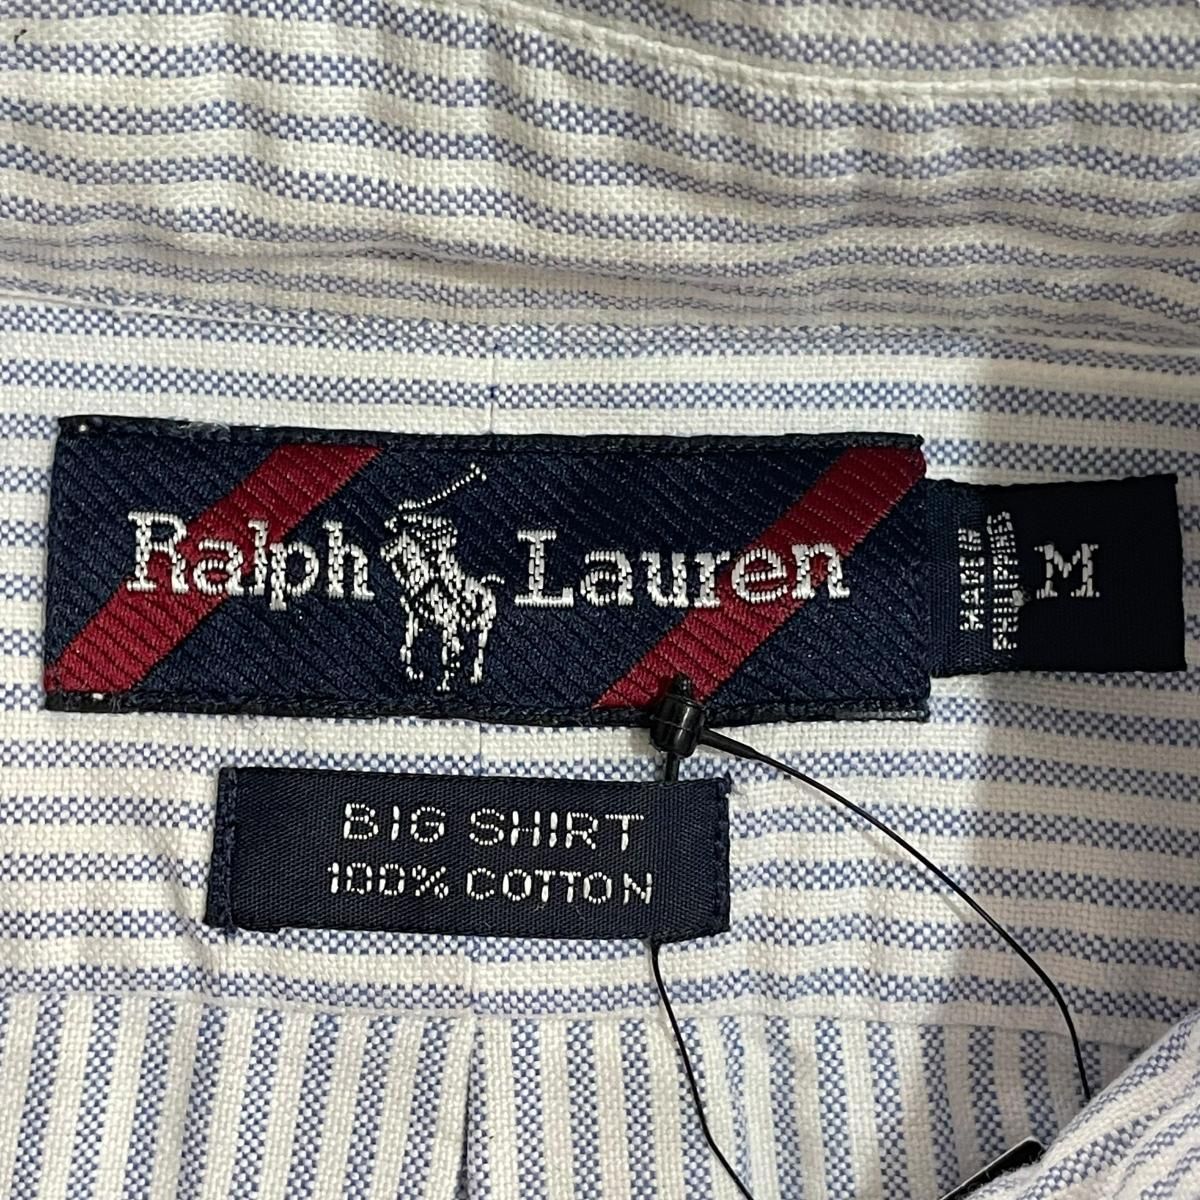 Ralph Lauren
MADE IN
PHILIPPINES
M
BIG SHIRT
100% COTTON